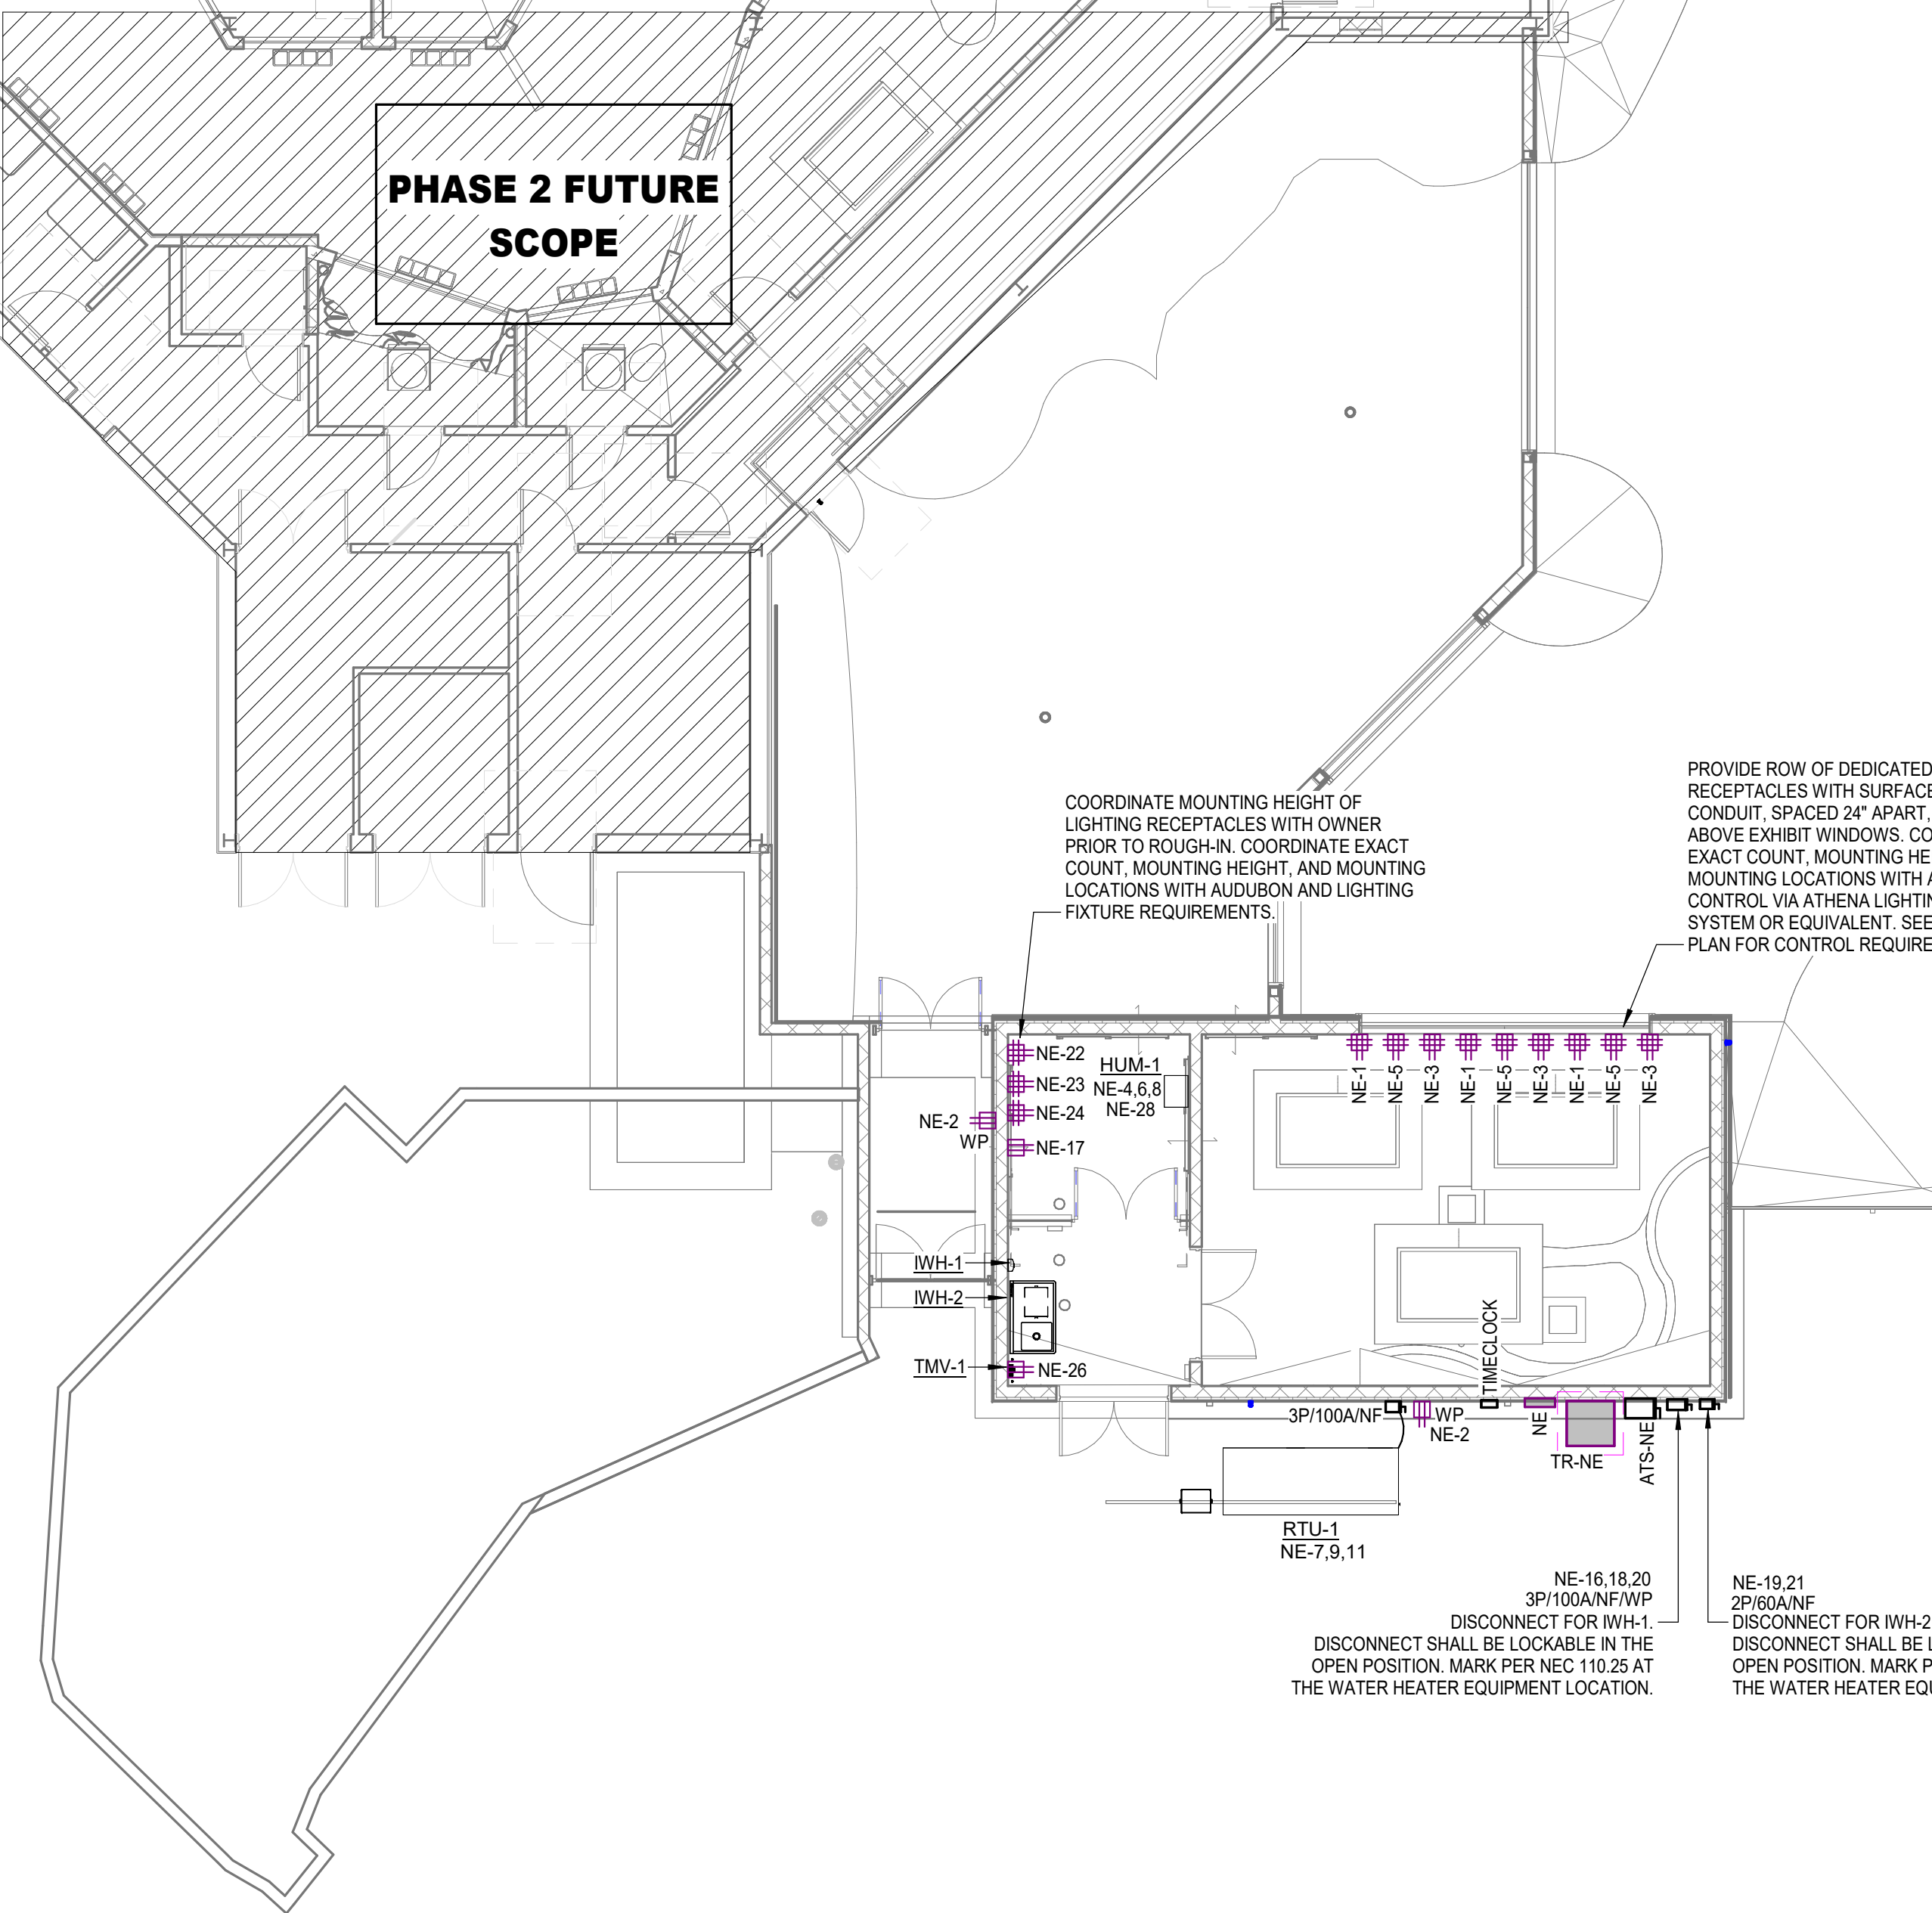 PHASE 2 FUTURE
SCOPE
COORDINATE MOUNTING HEIGHT OF
LIGHTING RECEPTACLES WITH OWNER
PRIOR TO ROUGH-IN. COORDINATE EXACT
COUNT, MOUNTING HEIGHT, AND MOUNTING
LOCATIONS WITH AUDUBON AND LIGHTING
FIXTURE REQUIREMENTS.
PROVIDE ROW OF DEDICATED
RECEPTACLES WITH SURFACE
CONDUIT, SPACED 24" APART,
ABOVE EXHIBIT WINDOWS. CO
EXACT COUNT, MOUNTING HE
MOUNTING LOCATIONS WITH A
CONTROL VIA ATHENA LIGHTIN
SYSTEM OR EQUIVALENT. SEE
PLAN FOR CONTROL REQUIRE
NE-22
NE-23
NE-24
NE-17
HUM-1
NE-4,6,8
NE-28
NE-2
WP
NE-1
NE-5
NE-3
NE-1
NE-5
NE-3
NE-1
NE-5
NE-3
IWH-1
IWH-2
TMV-1
NE-26
TIMECLOCK
3P/100A/NF
WP
NE-2
NE
TR-NE
ATS-NE
RTU-1
NE-7,9,11
NE-16,18,20
3P/100A/NF/WP
DISCONNECT FOR IWH-1.
DISCONNECT SHALL BE LOCKABLE IN THE
OPEN POSITION. MARK PER NEC 110.25 AT
THE WATER HEATER EQUIPMENT LOCATION.
NE-19,21
2P/60A/NF
DISCONNECT FOR IWH-2
DISCONNECT SHALL BE L
OPEN POSITION. MARK P
THE WATER HEATER EQU